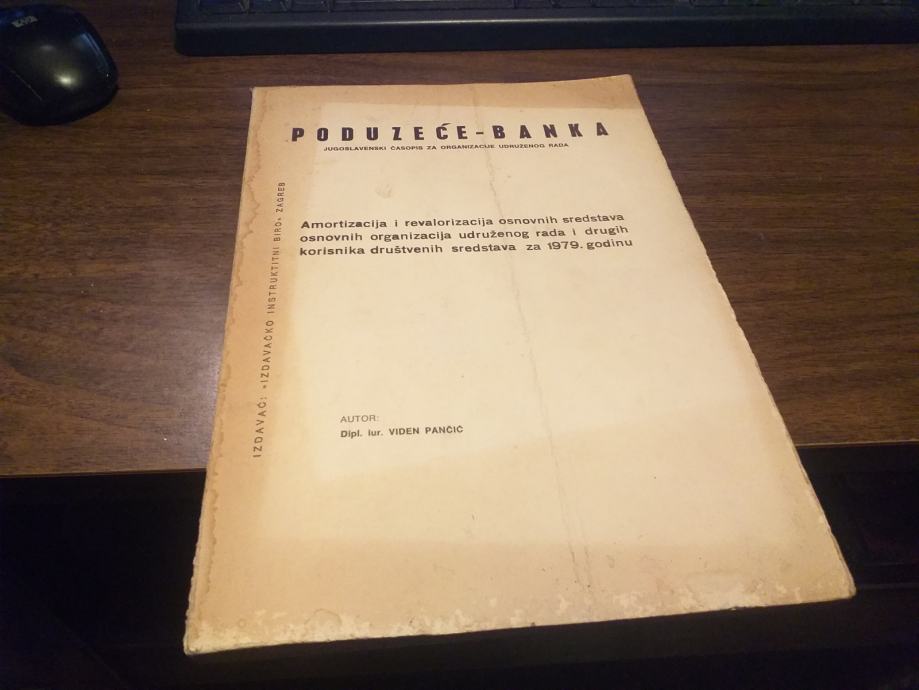 PODUZEĆE-BANKA
JUGOSLAVENSKI ČASOPIS ZA ORGANIZACIJE UDRUŽENOG RADA
Amortizacija i revalorizacija osnovnih sredstava
osnovnih organizacija udruženog rada i drugih
korisnika društvenih sredstava za 1979. godinu
AUTOR:
Dipl. iur. VIDEN PANČIĆ
IZDAVAČ: »IZDAVAČKO INSTRUKTITNI BIRO« ZAGREB